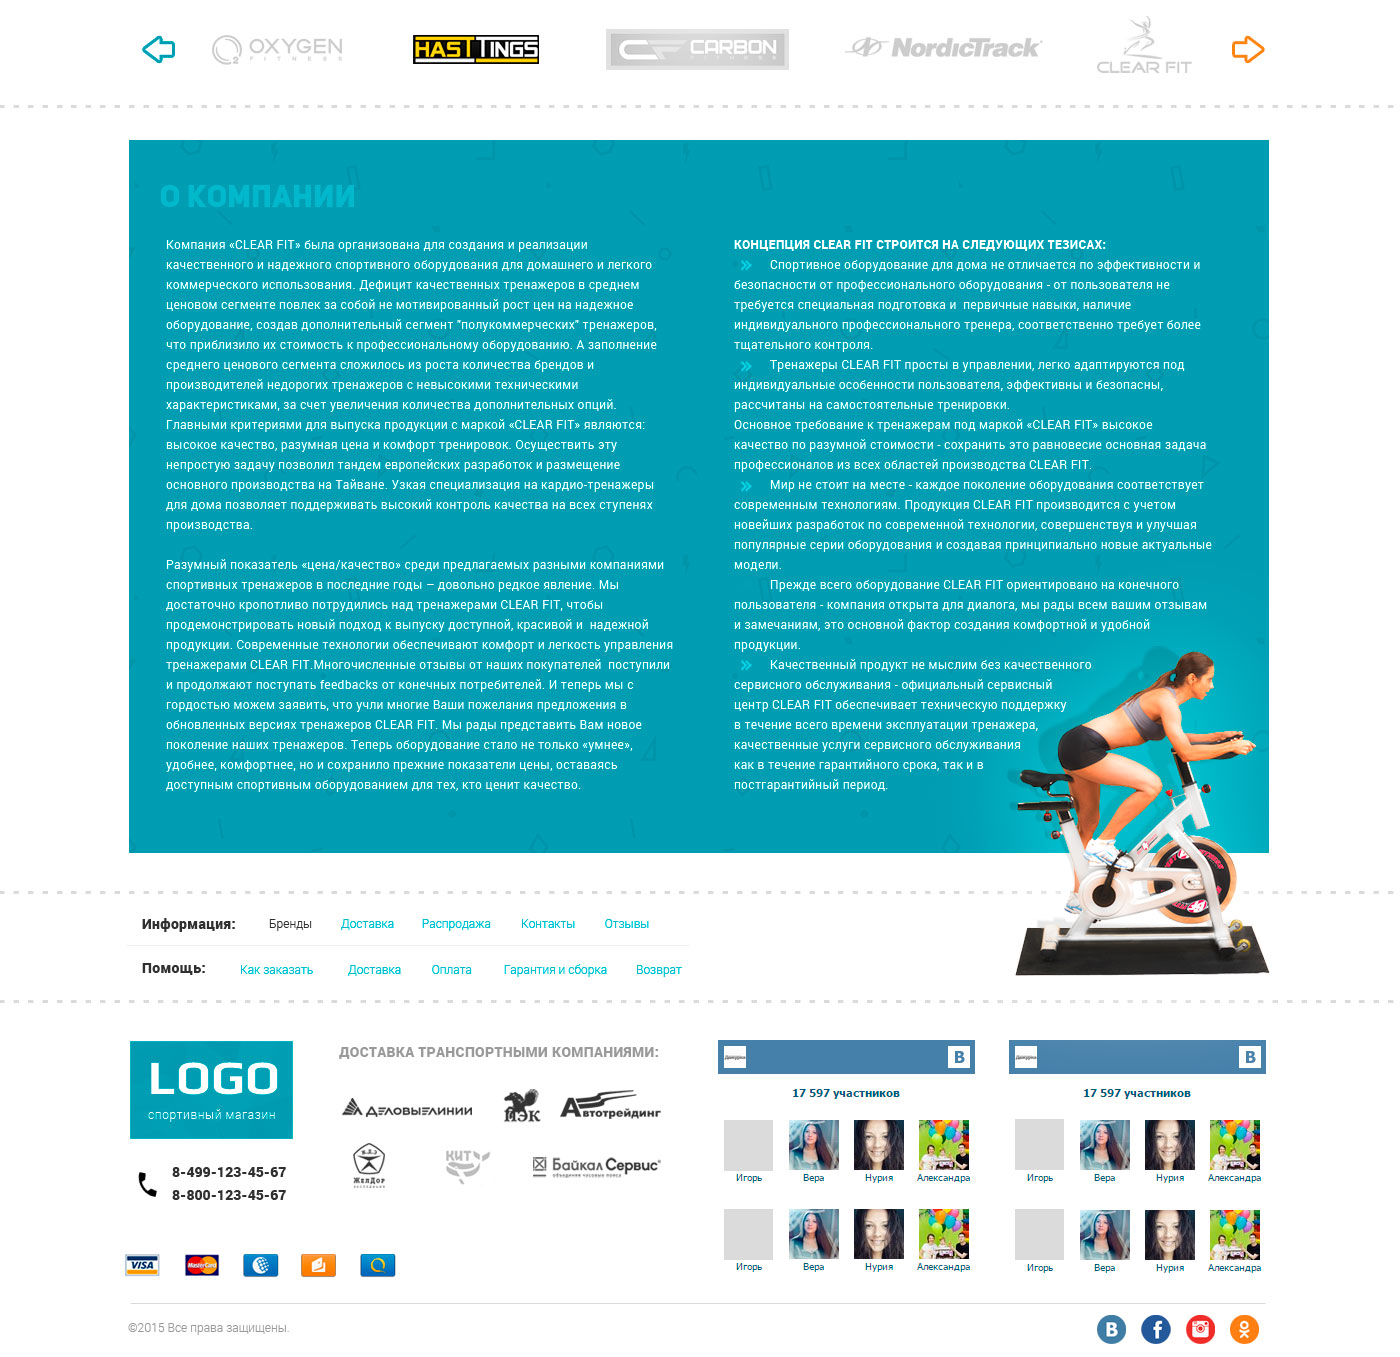 OXYGEN
FITNESS
HASTTINGS
CARBON
FITNESS
NordicTrack
CLEAR FIT
О КОМПАНИИ
Компания «CLEAR FIT» была организована для создания и реализации
качественного и надежного спортивного оборудования для домашнего и легкого
коммерческого использования. Дефицит качественных тренажеров в среднем
ценовом сегменте повлек за собой не мотивированный рост цен на надежное
оборудование, создав дополнительный сегмент "полукоммерческих" тренажеров,
что приблизило их стоимость к профессиональному оборудованию. А заполнение
среднего ценового сегмента сложилось из роста количества брендов и
производителей недорогих тренажеров с невысокими техническими
характеристиками, за счет увеличения количества дополнительных опций.
Главными критериями для выпуска продукции с маркой «CLEAR FIT» являются:
высокое качество, разумная цена и комфорт тренировок. Осуществить эту
непростую задачу позволил тандем европейских разработок и размещение
основного производства на Тайване. Узкая специализация на кардио-тренажеры
для дома позволяет поддерживать высокий контроль качества на всех ступенях
производства.
Разумный показатель «цена/качество» среди предлагаемых разными компаниями
спортивных тренажеров в последние годы – довольно редкое явление. Мы
достаточно кропотливо потрудились над тренажерами CLEAR FIT, чтобы
продемонстрировать новый подход к выпуску доступной, красивой и  надежной
продукции. Современные технологии обеспечивают комфорт и легкость управления
тренажерами CLEAR FIT.Многочисленные отзывы от наших покупателей  поступили
и продолжают поступать feedbacks от конечных потребителей. И теперь мы с
гордостью можем заявить, что учли многие Ваши пожелания предложения в
обновленных версиях тренажеров CLEAR FIT. Мы рады представить Вам новое
поколение наших тренажеров. Теперь оборудование стало не только «умнее»,
удобнее, комфортнее, но и сохранило прежние показатели цены, оставаясь
доступным спортивным оборудованием для тех, кто ценит качество.
КОНЦЕПЦИЯ CLEAR FIT СТРОИТСЯ НА СЛЕДУЮЩИХ ТЕЗИСАХ:
Спортивное оборудование для дома не отличается по эффективности и
безопасности от профессионального оборудования - от пользователя не
требуется специальная подготовка и  первичные навыки, наличие
индивидуального профессионального тренера, соответственно требует более
тщательного контроля.
Тренажеры CLEAR FIT просты в управлении, легко адаптируются под
индивидуальные особенности пользователя, эффективны и безопасны,
рассчитаны на самостоятельные тренировки.
Основное требование к тренажерам под маркой «CLEAR FIT» высокое
качество по разумной стоимости - сохранить это равновесие основная задача
профессионалов из всех областей производства CLEAR FIT.
Мир не стоит на месте - каждое поколение оборудования соответствует
современным технологиям. Продукция CLEAR FIT производится с учетом
новейших разработок по современной технологии, совершенствуя и улучшая
популярные серии оборудования и создавая принципиально новые актуальные
модели.
Прежде всего оборудование CLEAR FIT ориентировано на конечного
пользователя - компания открыта для диалога, мы рады всем вашим отзывам
и замечаниям, это основной фактор создания комфортной и удобной
продукции.
Качественный продукт не мыслим без качественного
сервисного обслуживания - официальный сервисный
центр CLEAR FIT обеспечивает техническую поддержку
в течение всего времени эксплуатации тренажера,
качественные услуги сервисного обслуживания
как в течение гарантийного срока, так и в
постгарантийный период.
Информация: Бренды Доставка Распродажа Контакты Отзывы
Помощь: Как заказать Доставка Оплата Гарантия и сборка Возврат
LOGO
спортивный магазин
8-499-123-45-67
8-800-123-45-67
ДОСТАВКА ТРАНСПОРТНЫМИ КОМПАНИЯМИ:
ДЕЛОВЫЕЛИНИИ
ПЭК
АВТОТРЕЙДИНГ
ЖелДор
ЭКСПЕДИЦИЯ
КИТ
Байкал Сервис
ОБЪЕДИНЯЯ ЧАСОВЫЕ ПОЯСА
В
17 597 участников
Игорь Вера Нурия Александра
Игорь Вера Нурия Александра
В
17 597 участников
Игорь Вера Нурия Александра
Игорь Вера Нурия Александра
VISA MasterCard
©2015 Все права защищены.
В f